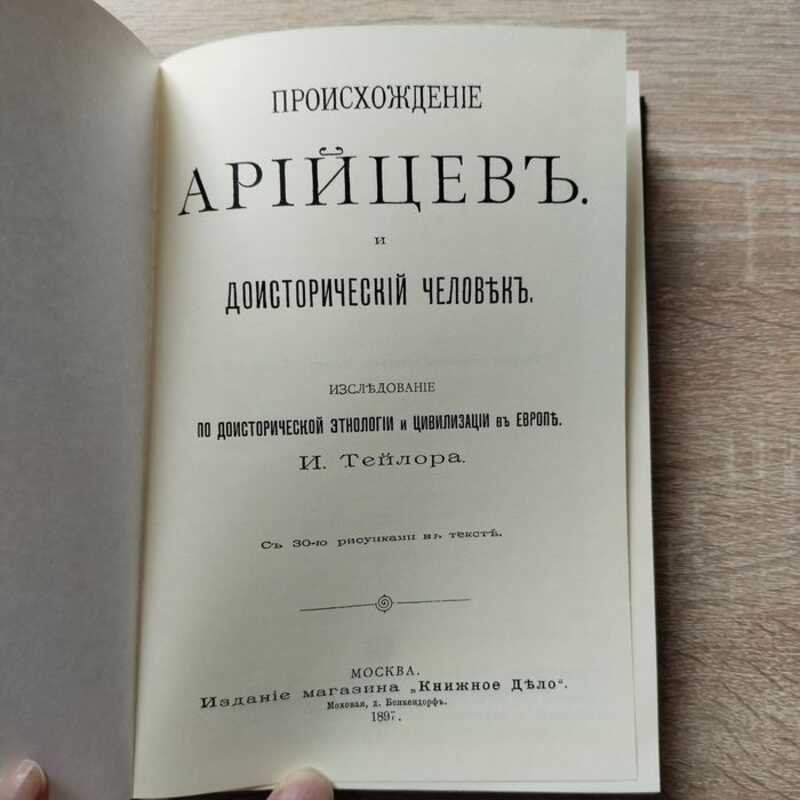 ПРОИСХОЖДЕНІЕ
АРІЙЦЕВЪ.
И
ДОИСТОРИЧЕСКІЙ ЧЕЛОВѢКЪ.
ИЗСЛѢДОВАНІЕ
ПО ДОИСТОРИЧЕСКОЙ ЭТНОЛОГІИ и ЦИВИЛИЗАЦІИ въ ЕВРОПѢ.
И. Тейлора.
Съ 30-ю рисунками въ текстѣ.
МОСКВА.
Изданіе магазина „Книжное Дѣло“.
Моховая, д. Бенкендорфъ.
1897.